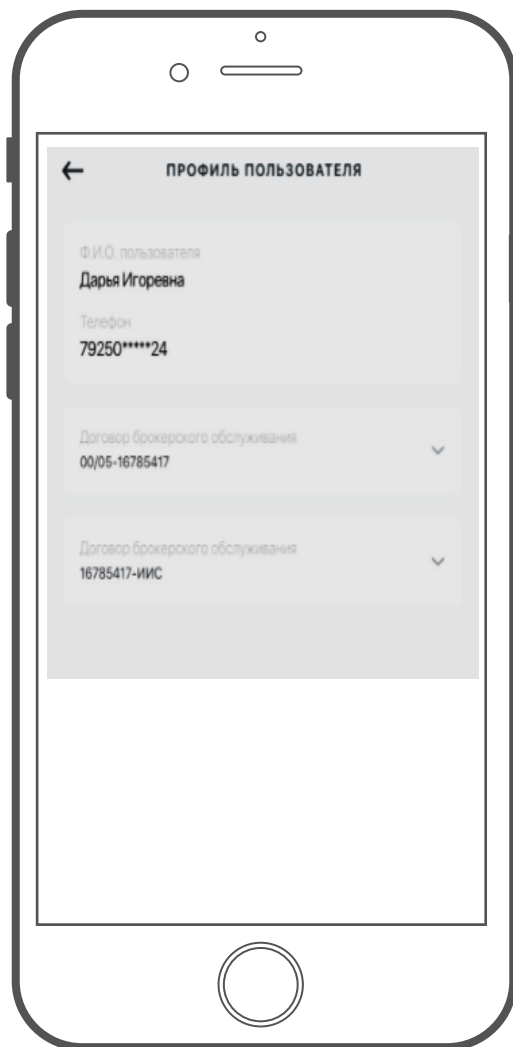 ПРОФИЛЬ ПОЛЬЗОВАТЕЛЯ
Ф.И.О. пользователя
Дарья Игоревна
Телефон
79250*****24
Договор брокерского обслуживания
00/05-16785417
Договор брокерского обслуживания
16785417-ИИС